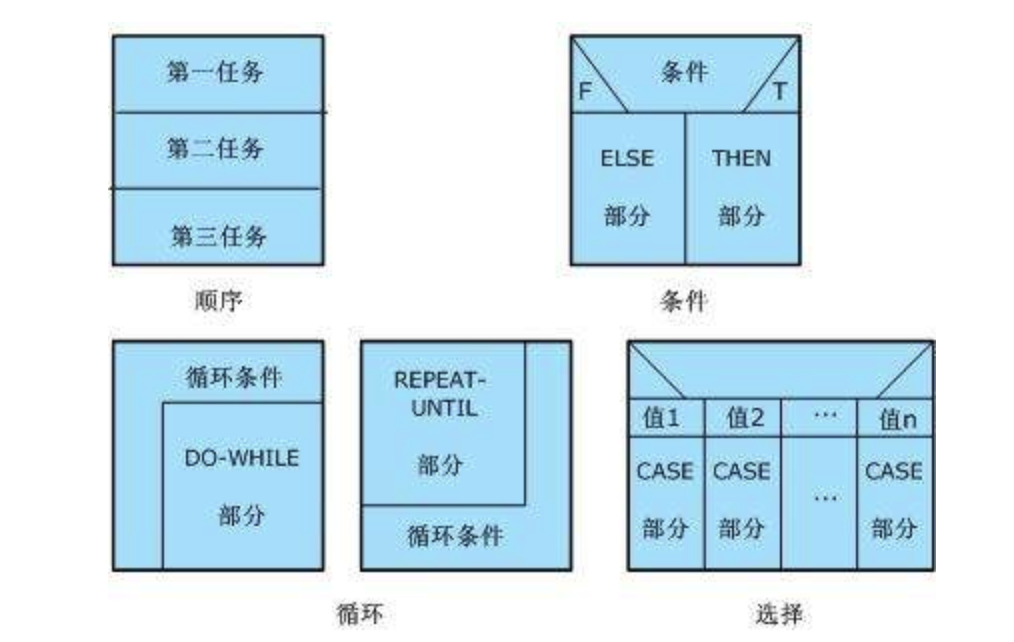 第一任务
第二任务
第三任务
顺序
条件
F
T
ELSE
THEN
部分
部分
条件
循环条件
DO-WHILE
部分
REPEAT-
UNTIL
部分
循环条件
循环
值1
值2
…
值n
CASE
CASE
…
CASE
部分
部分
部分
选择